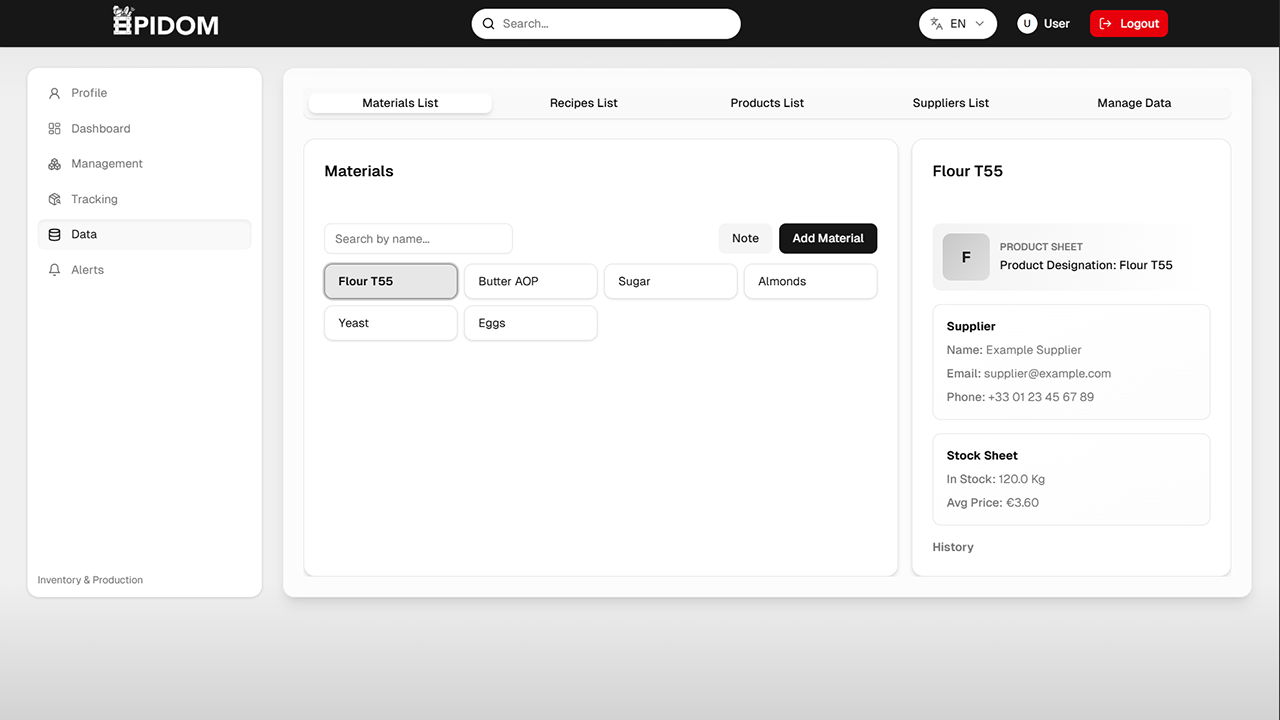 EPIDOM
Search...
EN
U
User
Logout
Profile
Dashboard
Management
Tracking
Data
Alerts
Inventory & Production
Materials List
Recipes List
Products List
Suppliers List
Manage Data
Materials
Search by name...
Note
Add Material
Flour T55
Butter AOP
Sugar
Almonds
Yeast
Eggs
Flour T55
F
PRODUCT SHEET
Product Designation: Flour T55
Supplier
Name: Example Supplier
Email: supplier@example.com
Phone: +33 01 23 45 67 89
Stock Sheet
In Stock: 120.0 Kg
Avg Price: €3.60
History